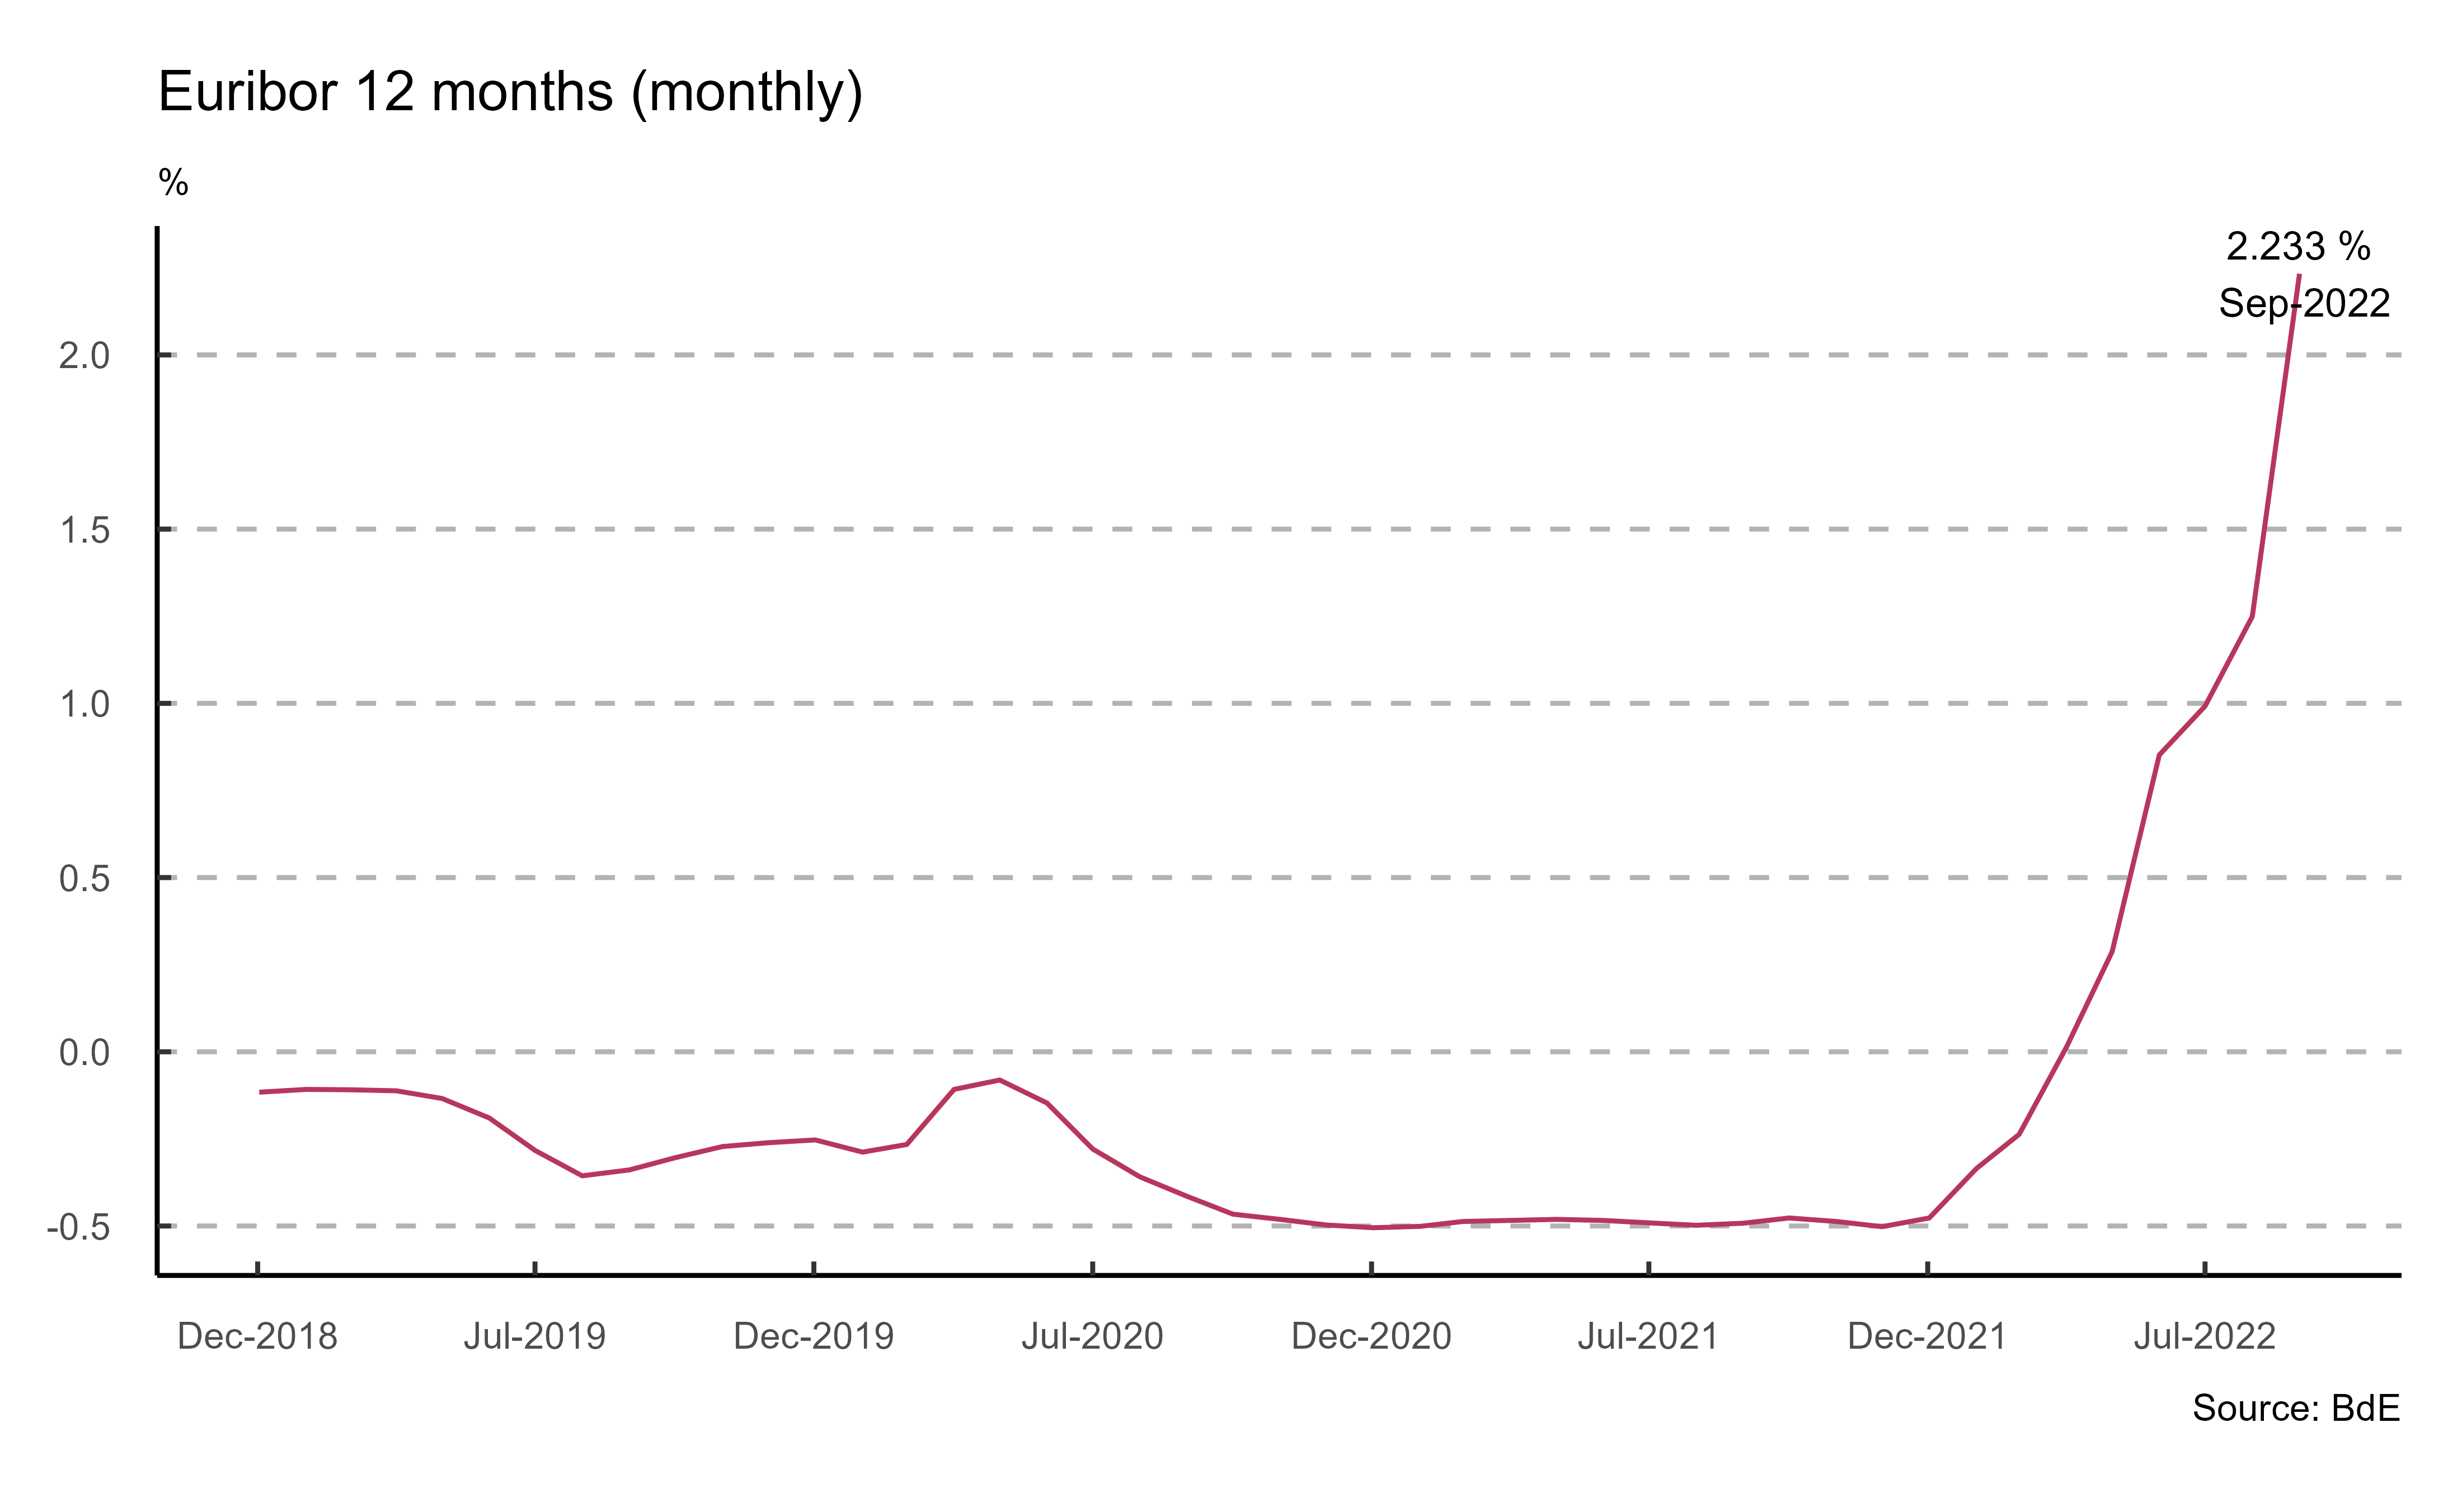 Euribor 12 months (monthly)
%
2.233 %
Sep-2022
2.0
1.5
1.0
0.5
0.0
-0.5
Dec-2018 Jul-2019 Dec-2019 Jul-2020 Dec-2020 Jul-2021 Dec-2021 Jul-2022
Source: BdE